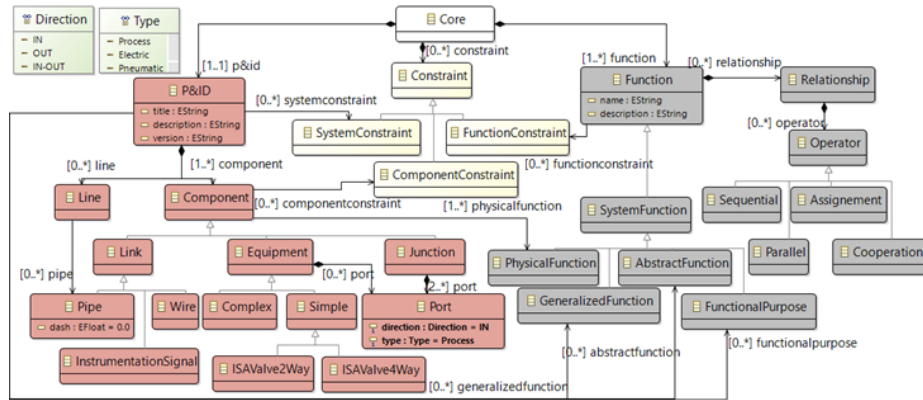 Direction
IN
OUT
IN-OUT
Type
Process
Electric
Pneumatic
Core
[0..*] constraint
[1..1] p&id
[1..*] function
[0..*] relationship
Constraint
P&ID
title : EString
description : EString
version : EString
[0..*] systemconstraint
Function
name : EString
description : EString
Relationship
[0..*] operator
SystemConstraint
FunctionConstraint
Operator
[0..*] line
[1..*] component
[0..*] functionconstraint
ComponentConstraint
Line
Component
[0..*] componentconstraint
[1..*] physicalfunction
SystemFunction
Sequential
Assignement
Link
Equipment
Junction
PhysicalFunction
AbstractFunction
Parallel
Cooperation
[0..*] pipe
[0..*] port
2..*] port
Pipe
dash : EFloat = 0.0
Wire
Complex
Simple
Port
direction : Direction = IN
type : Type = Process
GeneralizedFunction
FunctionalPurpose
InstrumentationSignal
ISAValve2Way
ISAValve4Way
[0..*] abstractfunction
[0..*] functionalpurpose
[0..*] generalizedfunction